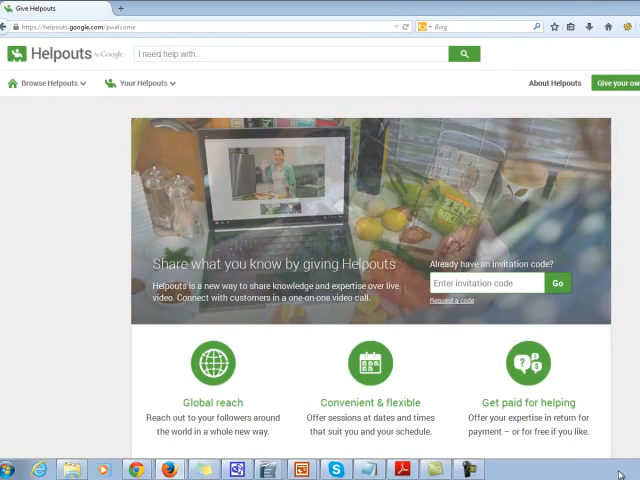 Give Helpouts
https://helpouts.google.com/pwelcome
Bing
Helpouts by Google
I need help with...
Browse Helpouts
Your Helpouts
About Helpouts
Give your ow
Share what you know by giving Helpouts
Helpouts is a new way to share knowledge and expertise over live
video. Connect with customers in a one-on-one video call.
Already have an invitation code?
Enter invitation code
Go
Request a code
Global reach
Reach out to your followers around
the world in a whole new way.
Convenient & flexible
Offer sessions at dates and times
that suit you and your schedule.
Get paid for helping
Offer your expertise in return for
payment – or for free if you like.